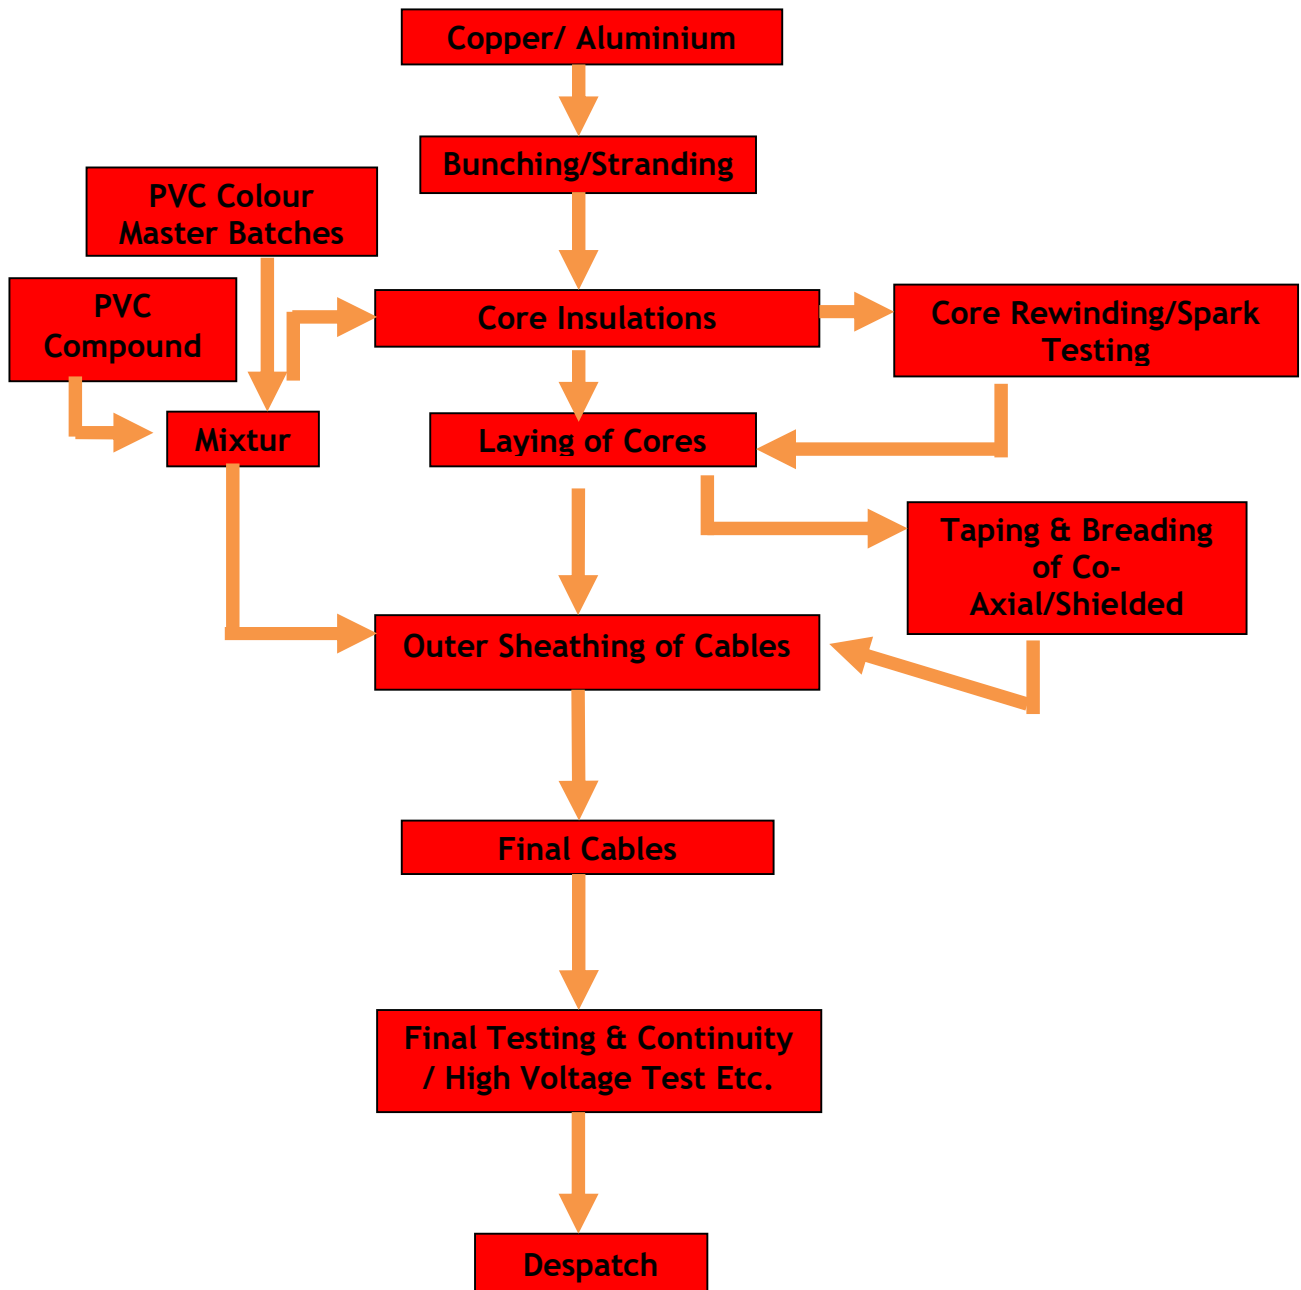 Copper/ Aluminium
Bunching/Stranding
PVC Colour
Master Batches
PVC
Compound
Core Insulations
Core Rewinding/Spark
Testing
Mixtur
Laying of Cores
Taping & Breading
of Co-
Axial/Shielded
Outer Sheathing of Cables
Final Cables
Final Testing & Continuity
/ High Voltage Test Etc.
Despatch